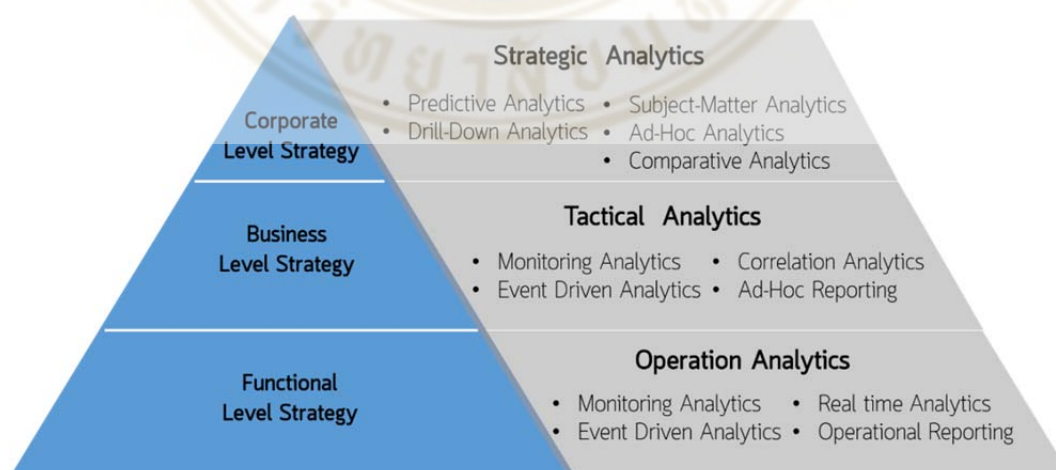 Strategic Analytics
• Predictive Analytics
• Drill-Down Analytics
• Subject-Matter Analytics
• Ad-Hoc Analytics
• Comparative Analytics
Corporate
Level Strategy
Tactical Analytics
• Monitoring Analytics
• Event Driven Analytics
• Correlation Analytics
• Ad-Hoc Reporting
Business
Level Strategy
Operation Analytics
• Monitoring Analytics
• Event Driven Analytics
• Real time Analytics
• Operational Reporting
Functional
Level Strategy